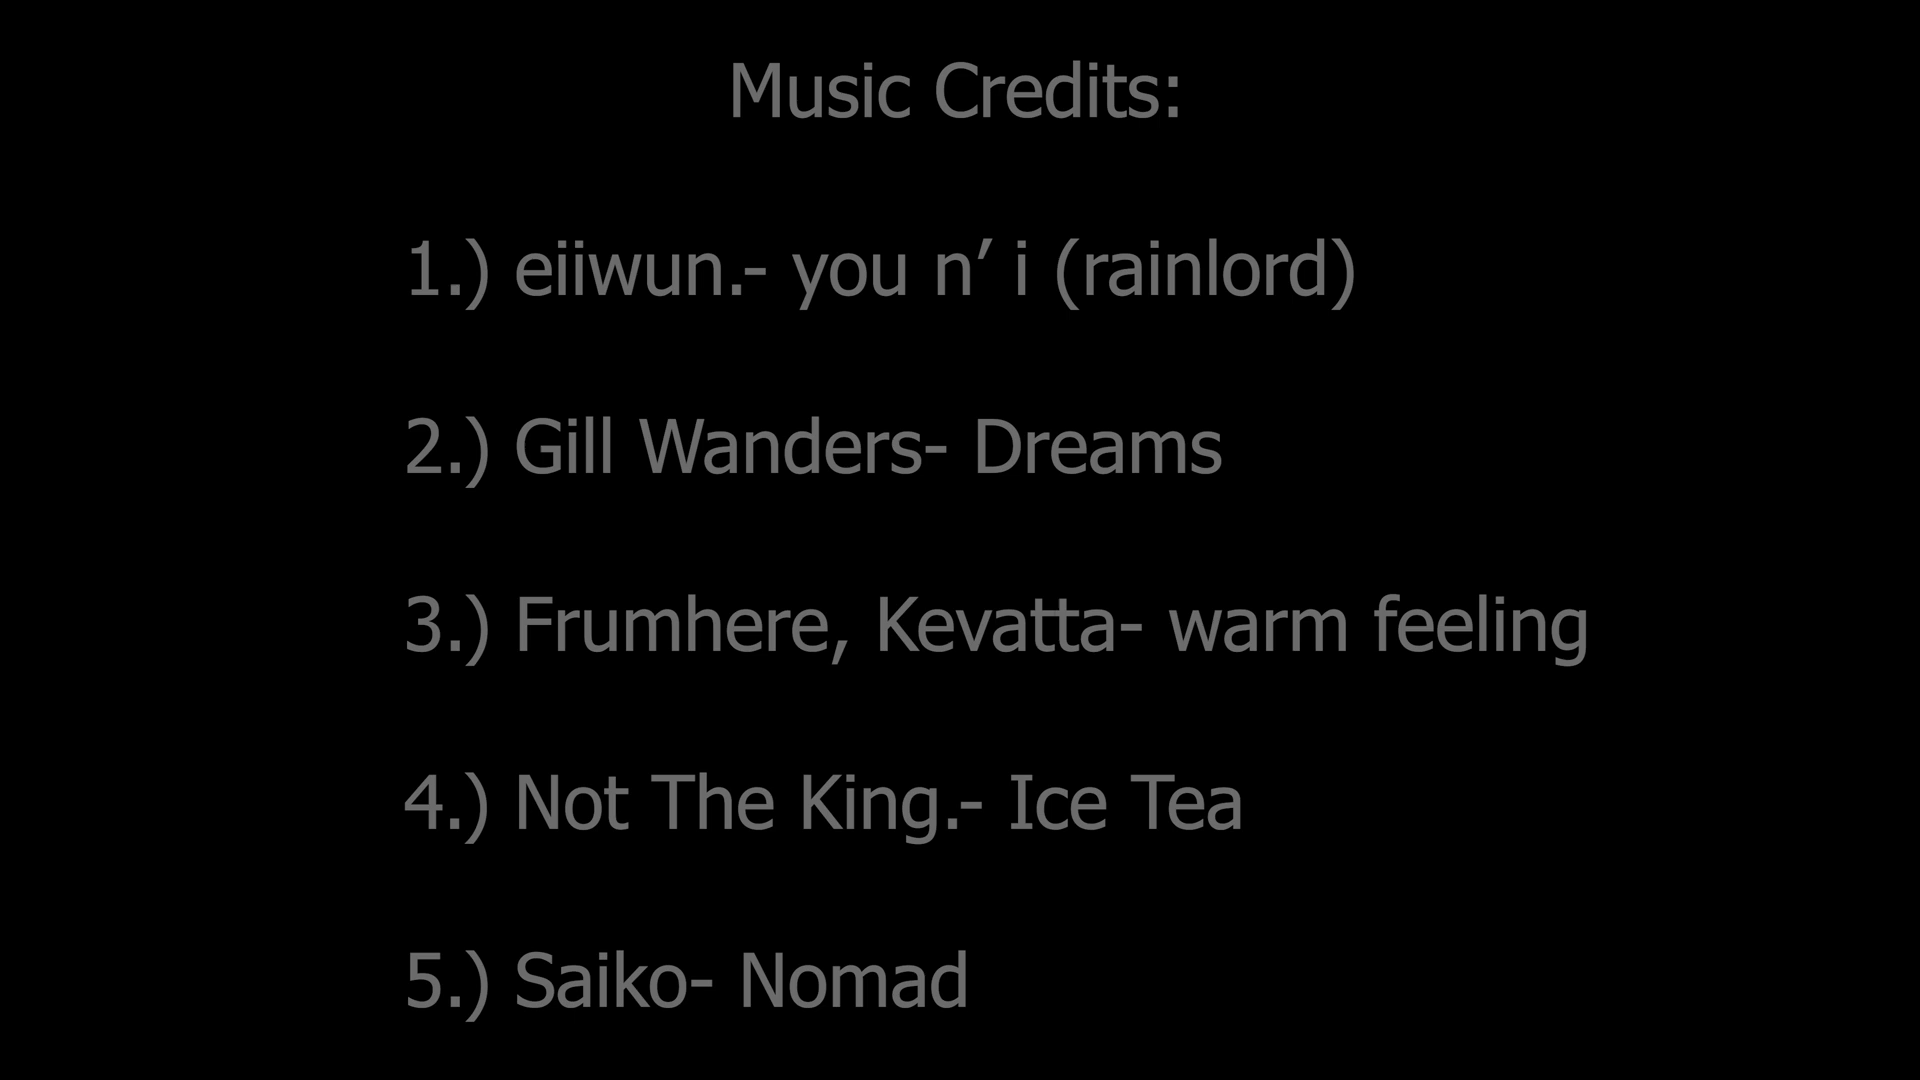 Music Credits:
1.) eiiwun.- you n’ i (rainlord)
2.) Gill Wanders- Dreams
3.) Frumhere, Kevatta- warm feeling
4.) Not The King.- Ice Tea
5.) Saiko- Nomad